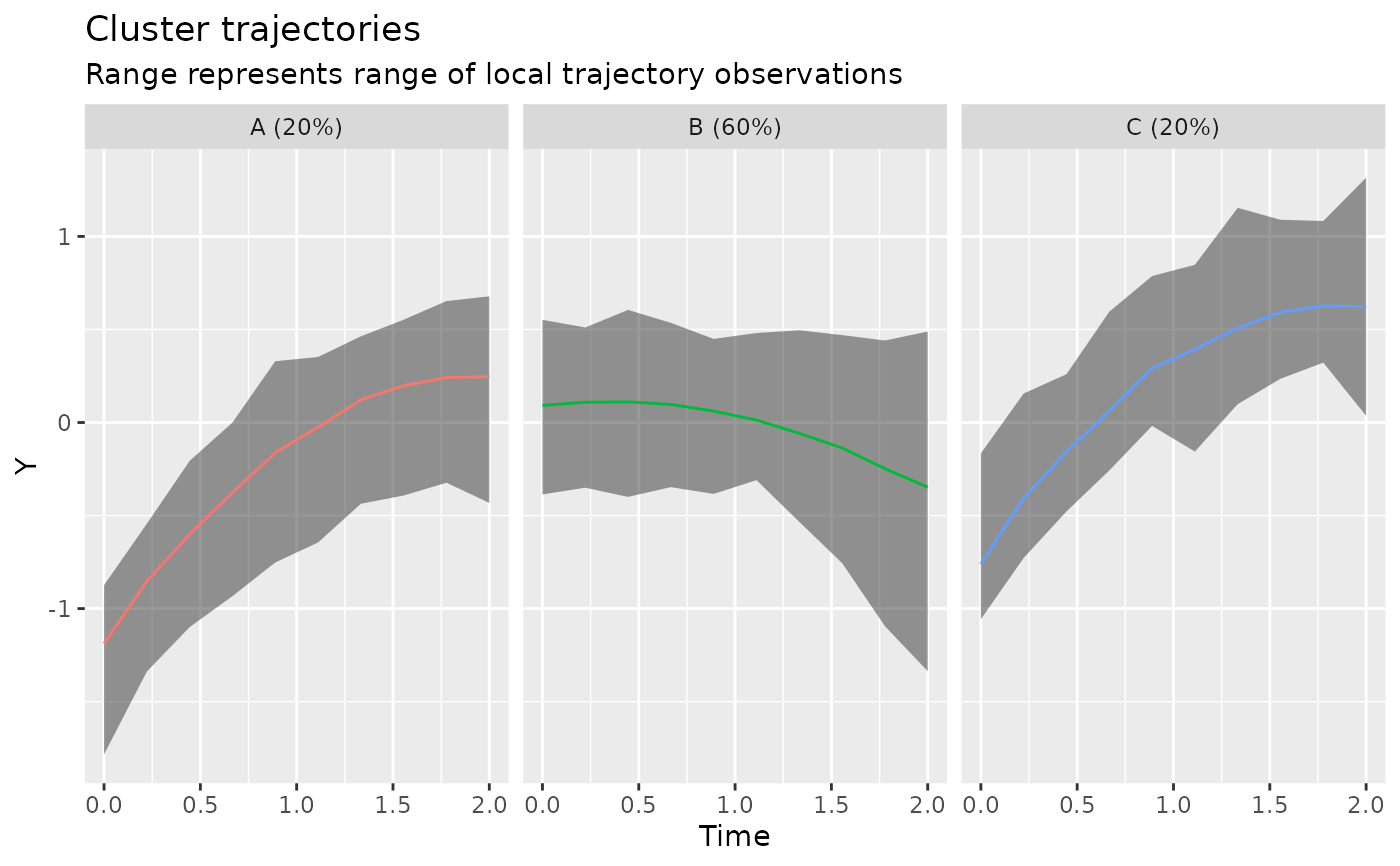 Cluster trajectories
Range represents range of local trajectory observations
A (20%) B (60%) C (20%)
1
0
-1
Y
0.0 0.5 1.0 1.5 2.0 0.0 0.5 1.0 1.5 2.0 0.0 0.5 1.0 1.5 2.0
Time